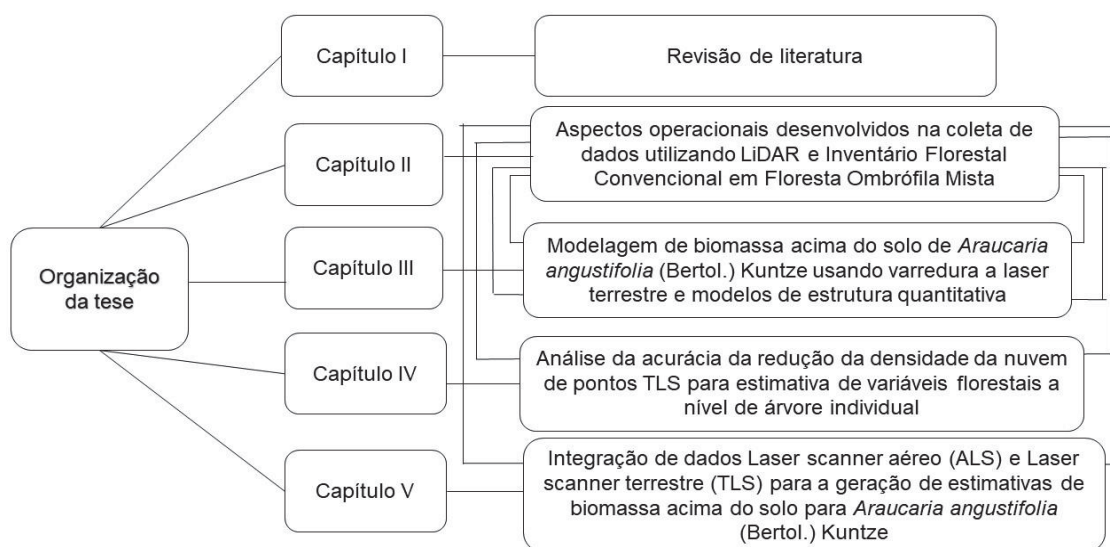 Organização
da tese
Capítulo I
Revisão de literatura
Capítulo II
Aspectos operacionais desenvolvidos na coleta de
dados utilizando LiDAR e Inventário Florestal
Convencional em Floresta Ombrófila Mista
Capítulo III
Modelagem de biomassa acima do solo de Araucaria
angustifolia (Bertol.) Kuntze usando varredura a laser
terrestre e modelos de estrutura quantitativa
Capítulo IV
Análise da acurácia da redução da densidade da nuvem
de pontos TLS para estimativa de variáveis florestais a
nível de árvore individual
Capítulo V
Integração de dados Laser scanner aéreo (ALS) e Laser
scanner terrestre (TLS) para a geração de estimativas de
biomassa acima do solo para Araucaria angustifolia
(Bertol.) Kuntze